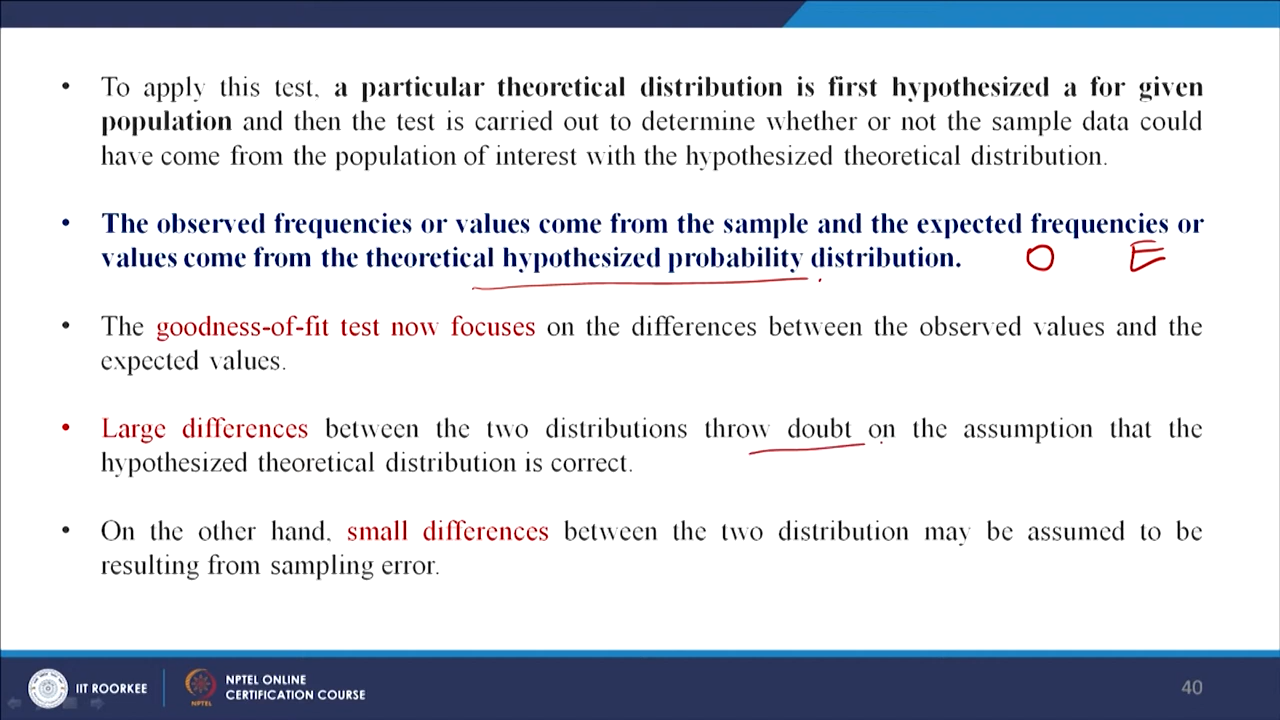 • To apply this test, a particular theoretical distribution is first hypothesized a for given
population and then the test is carried out to determine whether or not the sample data could
have come from the population of interest with the hypothesized theoretical distribution.
• The observed frequencies or values come from the sample and the expected frequencies or
values come from the theoretical hypothesized probability distribution. O E
• The goodness-of-fit test now focuses on the differences between the observed values and the
expected values.
• Large differences between the two distributions throw doubt on the assumption that the
hypothesized theoretical distribution is correct.
• On the other hand, small differences between the two distribution may be assumed to be
resulting from sampling error.
IIT ROORKEE
NPTEL ONLINE
CERTIFICATION COURSE
NPTEL
40